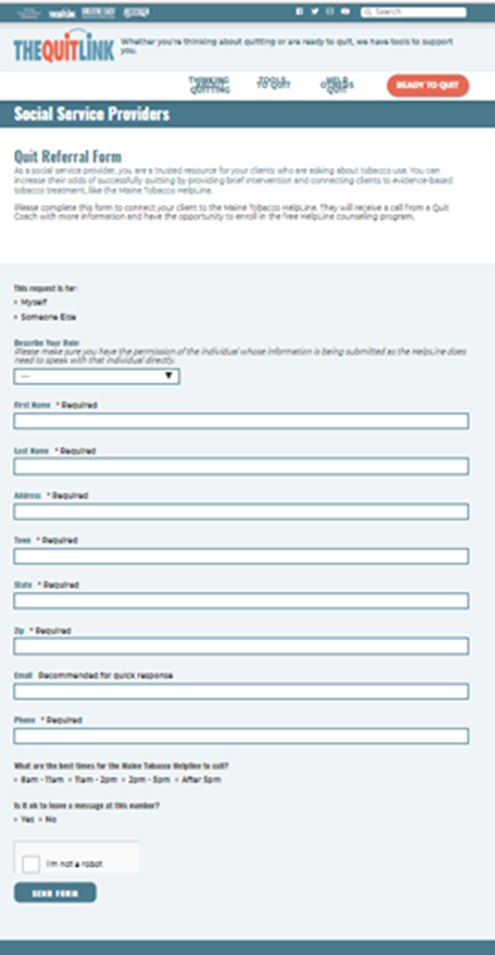 Search
THEQUITLINK
Whether you're thinking about quitting or are ready to quit, we have tools to support
you.
THINKING
ABOUT
QUITTING
TOOLS
TO QUIT
HELP
OTHERS
QUIT
READY TO QUIT
Social Service Providers
Quit Referral Form
As a social service provider, you are a trusted resource for your clients who are asking about tobacco use. You can
increase their odds of successfully quitting by providing brief intervention and connecting clients to evidence-based
tobacco treatment, like the Maine Tobacco HelpLine.
Please complete this form to connect your client to the Maine Tobacco HelpLine. They will receive a call from a Quit
Coach with more information and have the opportunity to enroll in the free HelpLine counseling program.
This request is for:
Myself
Someone Else
Describe Your Role:
Please make sure you have the permission of the individual whose information is being submitted as the HelpLine does
need to speak with that individual directly.
---
First Name * Required
Last Name * Required
Address * Required
Town * Required
State * Required
Zip * Required
Email Recommended for quick response
Phone * Required
What are the best times for the Maine Tobacco Helpline to call?
8am - 11am 11am - 2pm 2pm - 5pm After 5pm
Is it ok to leave a message at this number?
Yes No
I'm not a robot
SEND FORM